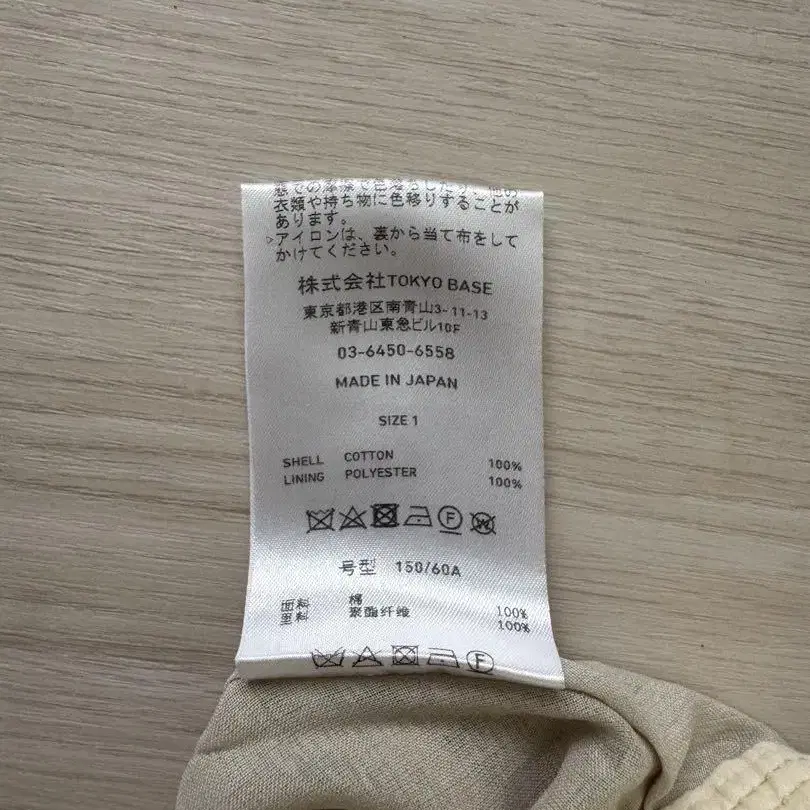 衣類や持ち物に色移りすることが
あります。
▷アイロンは、裏から当て布をして
かけてください。
株式会社TOKYO BASE
東京都港区南青山3-11-13
新青山東急ビル10F
03-6450-6558
MADE IN JAPAN
SIZE 1
SHELL COTTON 100%
LINING POLYESTER 100%
F W
号型 150/60A
面料 棉 100%
里料 聚酯纤维 100%
F